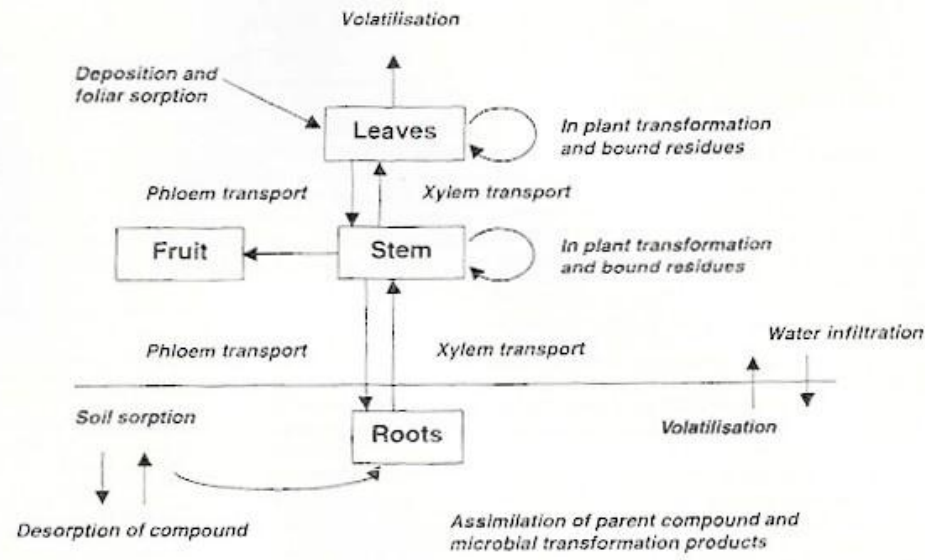 Volatilisation
Deposition and
foliar sorption
Leaves
In plant transformation
and bound residues
Phloem transport
Xylem transport
Fruit
Stem
In plant transformation
and bound residues
Water infiltration
Phloem transport
Xylem transport
Soil sorption
Roots
Volatilisation
Desorption of compound
Assimilation of parent compound and
microbial transformation products